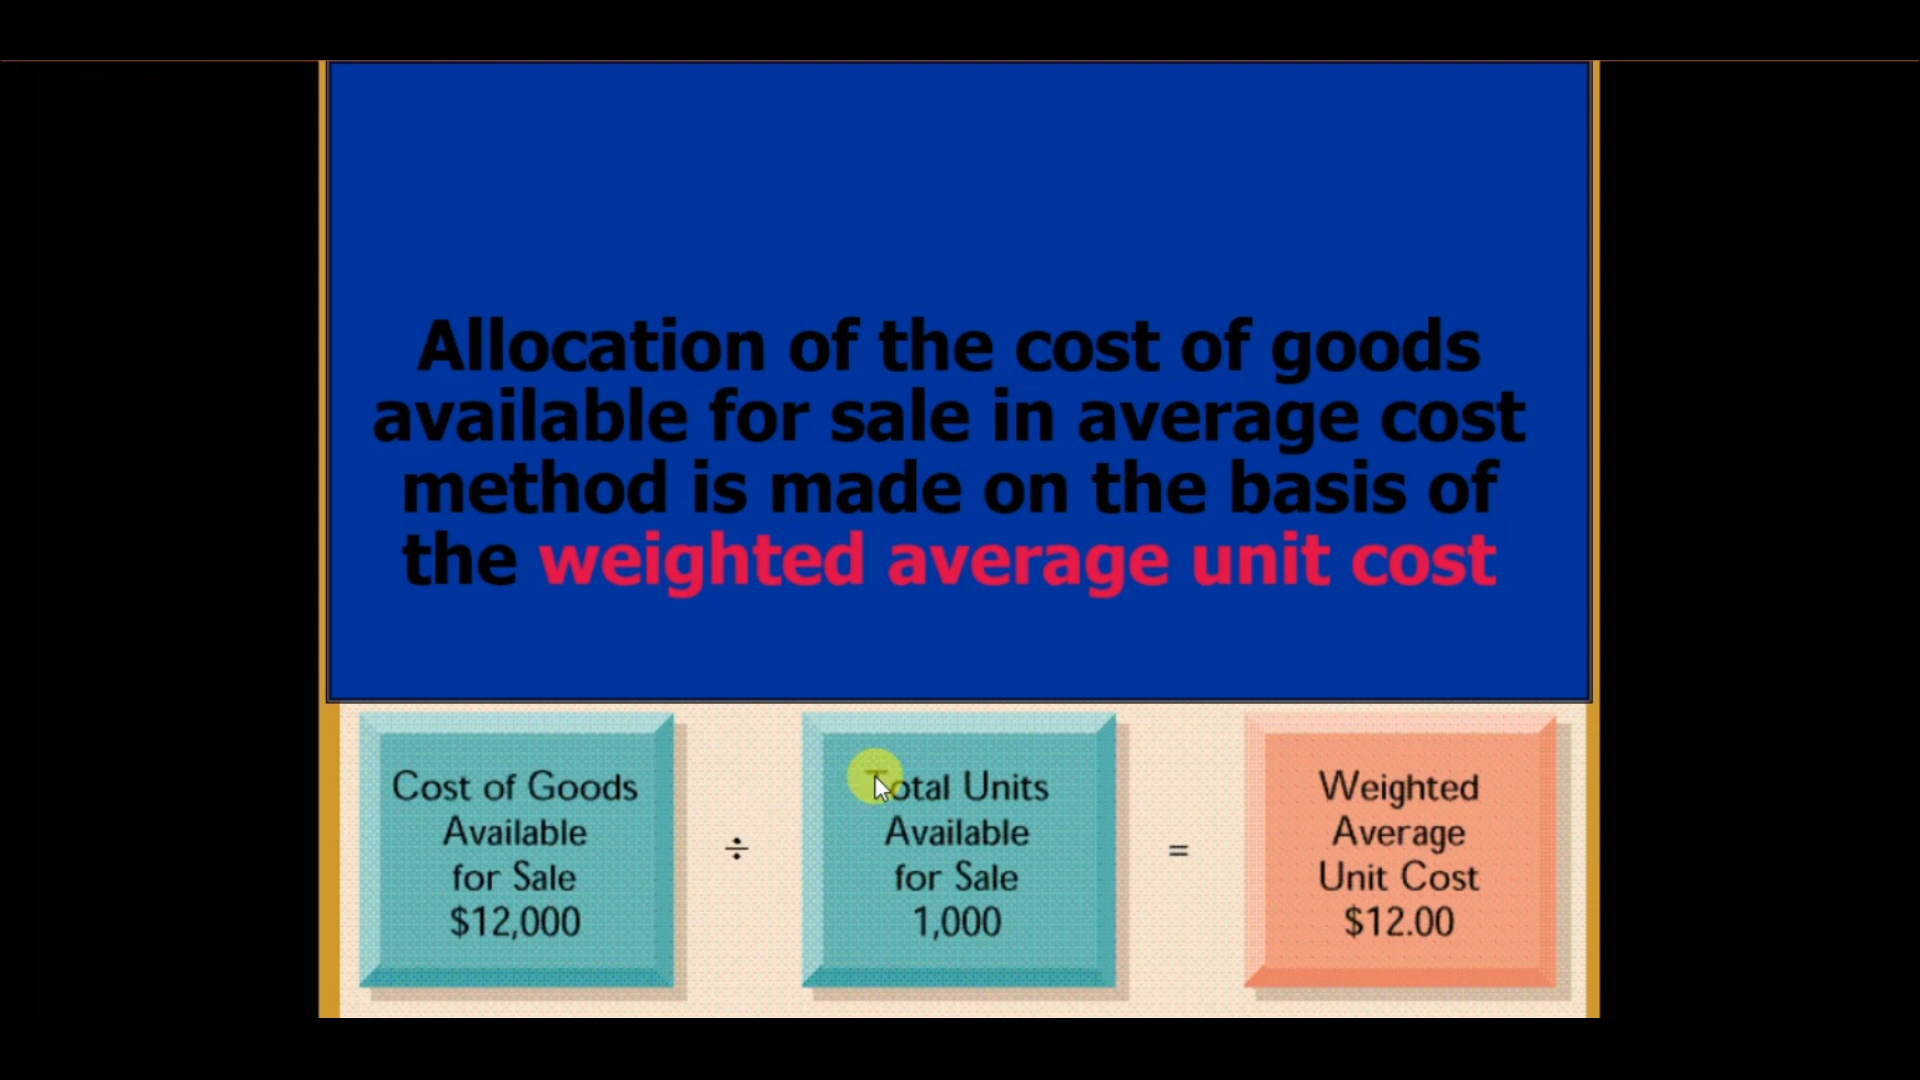 Allocation of the cost of goods
available for sale in average cost
method is made on the basis of
the weighted average unit cost
Cost of Goods
Available
for Sale
$12,000
÷
Total Units
Available
for Sale
1,000
=
Weighted
Average
Unit Cost
$12.00